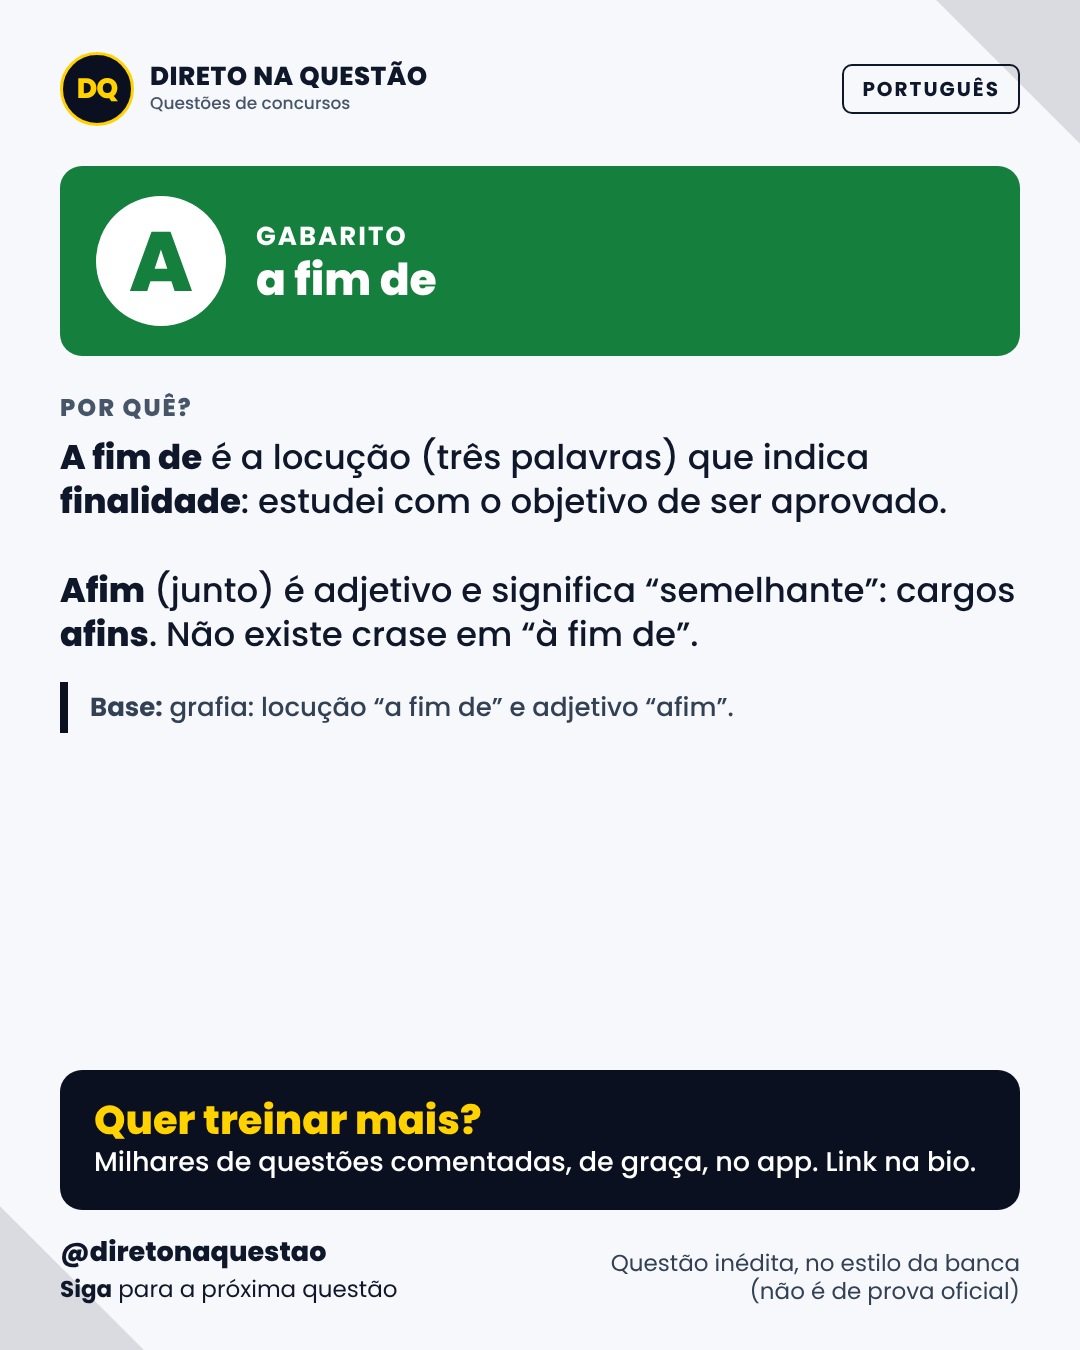 DQ
DIRETO NA QUESTÃO
Questões de concursos
PORTUGUÊS
A
GABARITO
a fim de
POR QUÊ?
A fim de é a locução (três palavras) que indica
finalidade: estudei com o objetivo de ser aprovado.
Afim (junto) é adjetivo e significa “semelhante”: cargos
afins. Não existe crase em “à fim de”.
Base: grafia: locução “a fim de” e adjetivo “afim”.
Quer treinar mais?
Milhares de questões comentadas, de graça, no app. Link na bio.
@diretonaquestao
Siga para a próxima questão
Questão inédita, no estilo da banca
(não é de prova oficial)